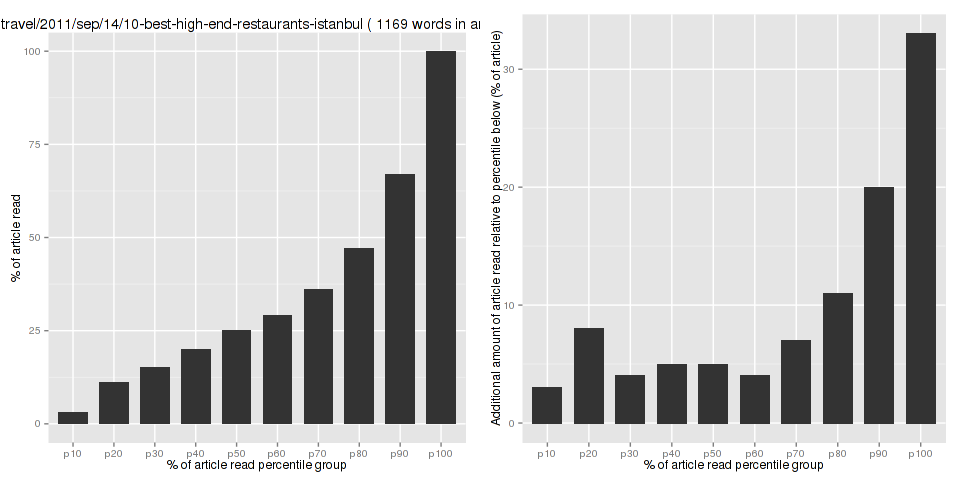 travel/2011/sep/14/10-best-high-end-restaurants-istanbul ( 1169 words in ar
% of article read
100
75
50
25
0
p10 p20 p30 p40 p50 p60 p70 p80 p90 p100
% of article read percentile group
Additional amount of article read relative to percentile below (% of article)
30
20
10
0
p10 p20 p30 p40 p50 p60 p70 p80 p90 p100
% of article read percentile group